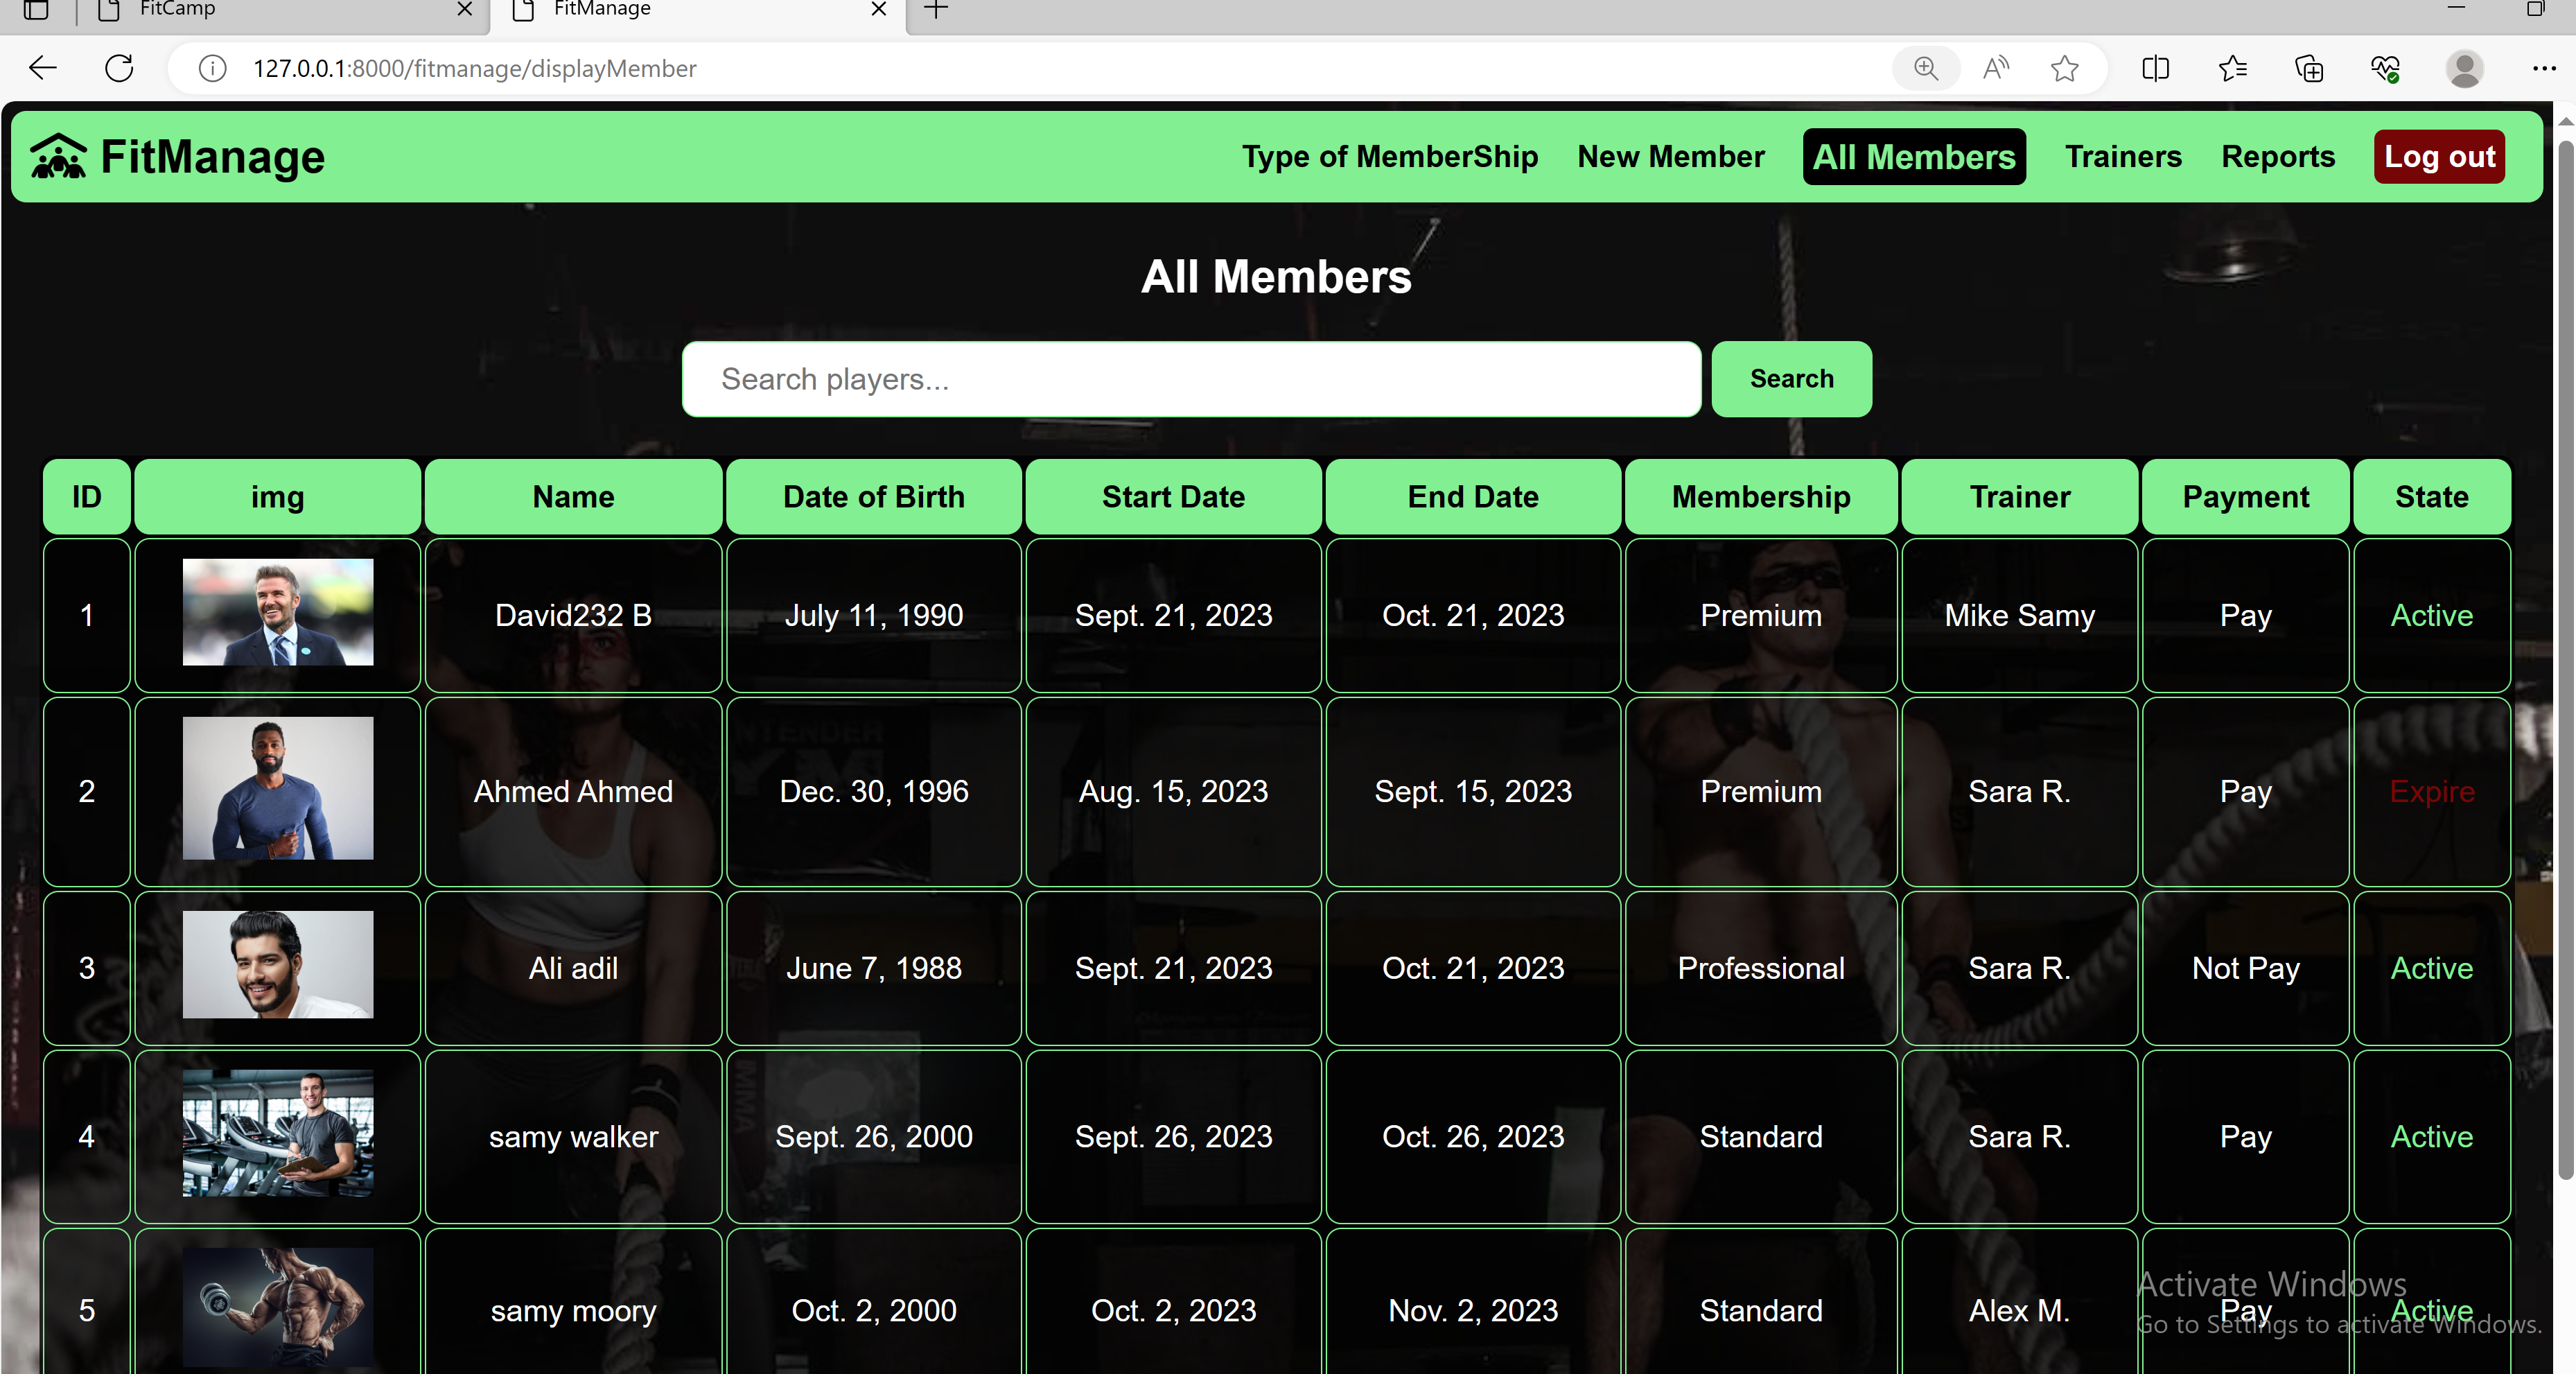 FitCamp
FitManage
127.0.0.1:8000/fitmanage/displayMember
FitManage
Type of MemberShip New Member All Members Trainers Reports Log out
All Members
Search players...
Search
ID img Name Date of Birth Start Date End Date Membership Trainer Payment State
1 David232 B July 11, 1990 Sept. 21, 2023 Oct. 21, 2023 Premium Mike Samy Pay Active
2 Ahmed Ahmed Dec. 30, 1996 Aug. 15, 2023 Sept. 15, 2023 Premium Sara R. Pay Expire
3 Ali adil June 7, 1988 Sept. 21, 2023 Oct. 21, 2023 Professional Sara R. Not Pay Active
4 samy walker Sept. 26, 2000 Sept. 26, 2023 Oct. 26, 2023 Standard Sara R. Pay Active
5 samy moory Oct. 2, 2000 Oct. 2, 2023 Nov. 2, 2023 Standard Alex M. Pay Active
Activate Windows
Go to Settings to activate Windows.